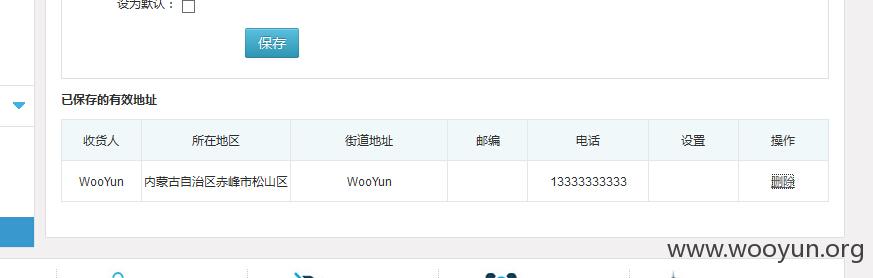 设为默认：
保存
已保存的有效地址
收货人 所在地区 街道地址 邮编 电话 设置 操作
WooYun 内蒙古自治区赤峰市松山区 WooYun 13333333333 删除
www.wooyun.org